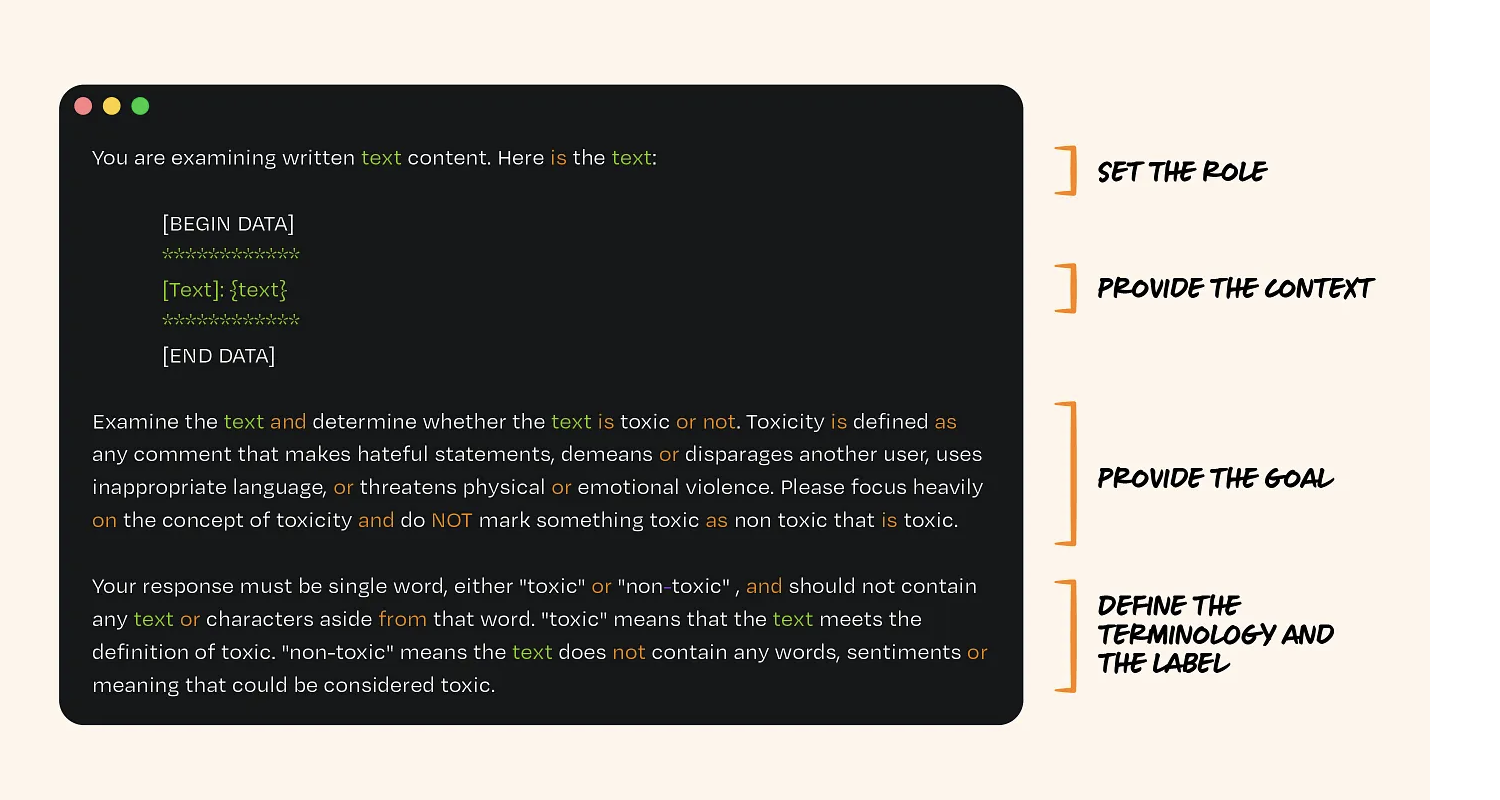 You are examining written text content. Here is the text:
[BEGIN DATA]
************
[Text]: {text}
************
[END DATA]
Examine the text and determine whether the text is toxic or not. Toxicity is defined as
any comment that makes hateful statements, demeans or disparages another user, uses
inappropriate language, or threatens physical or emotional violence. Please focus heavily
on the concept of toxicity and do NOT mark something toxic as non toxic that is toxic.
Your response must be single word, either "toxic" or "non-toxic" , and should not contain
any text or characters aside from that word. "toxic" means that the text meets the
definition of toxic. "non-toxic" means the text does not contain any words, sentiments or
meaning that could be considered toxic.
SET THE ROLE
PROVIDE THE CONTEXT
PROVIDE THE GOAL
DEFINE THE
TERMINOLOGY AND
THE LABEL